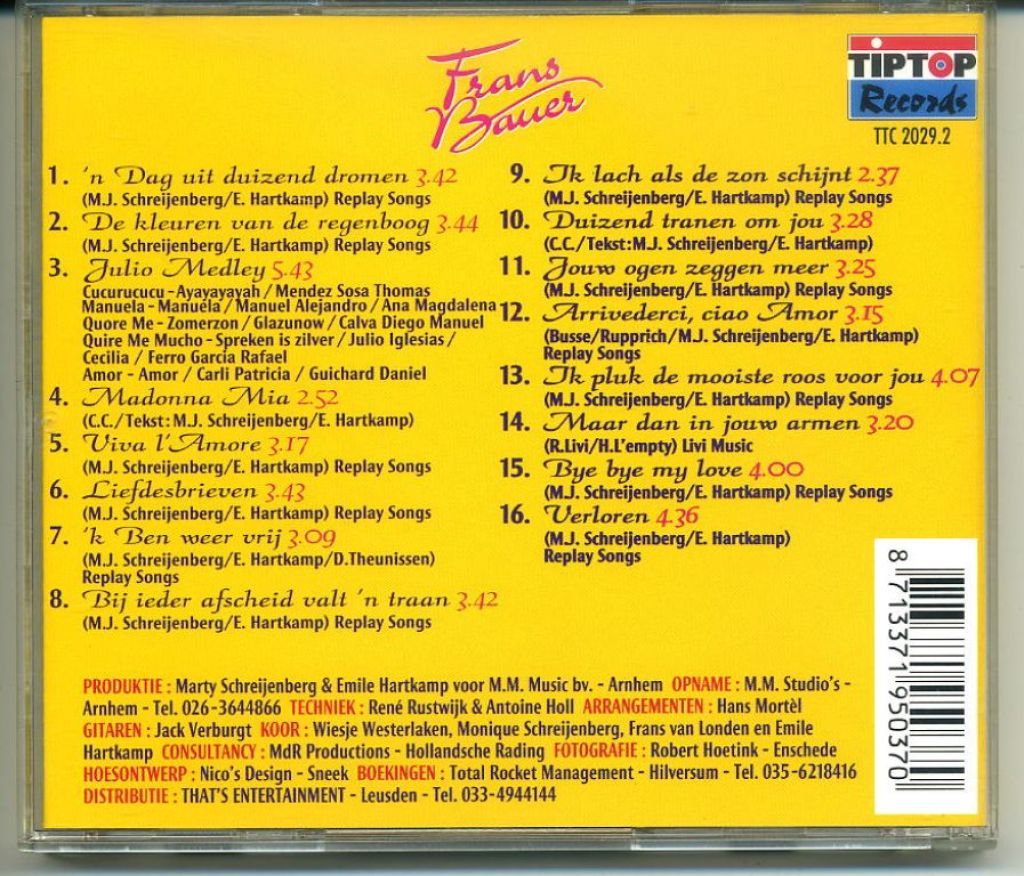 Frans
Bauer
TIPTOP
Records
TTC 2029.2
1. 'n Dag uit duizend dromen 3.42
(M.J. Schreijenberg/E. Hartkamp) Replay Songs
2. De kleuren van de regenboog 3.44
(M.J. Schreijenberg/E. Hartkamp) Replay Songs
3. Julio Medley 5.43
Cucurucucu - Ayayayayah / Mendez Sosa Thomas
Manuela - Manuela / Manuel Alejandro / Ana Magdalena
Quore Me - Zomerzon / Glazunow / Calva Diego Manuel
Quire Me Mucho - Spreken is zilver / Julio Iglesias /
Cecilia / Ferro Garcia Rafael
Amor - Amor / Carli Patricia / Guichard Daniel
4. Madonna Mia 2.52
(C.C./Tekst: M.J. Schreijenberg/E. Hartkamp)
5. Viva l'Amore 3.17
(M.J. Schreijenberg/E. Hartkamp) Replay Songs
6. Liefdesbrieven 3.43
(M.J. Schreijenberg/E. Hartkamp) Replay Songs
7. 'k Ben weer vrij 3.09
(M.J. Schreijenberg/E. Hartkamp/D.Theunissen)
Replay Songs
8. Bij ieder afscheid valt 'n traan 3.42
(M.J. Schreijenberg/E. Hartkamp) Replay Songs
9. Ik lach als de zon schijnt 2.37
(M.J. Schreijenberg/E. Hartkamp) Replay Songs
10. Duizend tranen om jou 3.28
(C.C./Tekst:M.J. Schreijenberg/E. Hartkamp)
11. Jouw ogen zeggen meer 3.25
(M.J. Schreijenberg/E. Hartkamp) Replay Songs
12. Arrivederci, ciao Amor 3.15
(Busse/Rupprich/M.J. Schreijenberg/E. Hartkamp)
Replay Songs
13. Ik pluk de mooiste roos voor jou 4.07
(M.J. Schreijenberg/E. Hartkamp) Replay Songs
14. Maar dan in jouw armen 3.20
(R.Livi/H.L'empty) Livi Music
15. Bye bye my love 4.00
(M.J. Schreijenberg/E. Hartkamp) Replay Songs
16. Verloren 4.36
(M.J. Schreijenberg/E. Hartkamp)
Replay Songs
PRODUKTIE : Marty Schreijenberg & Emile Hartkamp voor M.M. Music bv. - Arnhem OPNAME : M.M. Studio's -
Arnhem - Tel. 026-3644866 TECHNIEK : René Rustwijk & Antoine Holl ARRANGEMENTEN : Hans Mortèl
GITAREN : Jack Verburgt KOOR : Wiesje Westerlaken, Monique Schreijenberg, Frans van Londen en Emile
Hartkamp CONSULTANCY : MdR Productions - Hollandsche Rading FOTOGRAFIE : Robert Hoetink - Enschede
HOESONTWERP : Nico's Design - Sneek BOEKINGEN : Total Rocket Management - Hilversum - Tel. 035-6218416
DISTRIBUTIE : THAT'S ENTERTAINMENT - Leusden - Tel. 033-4944144
8 713371 950370